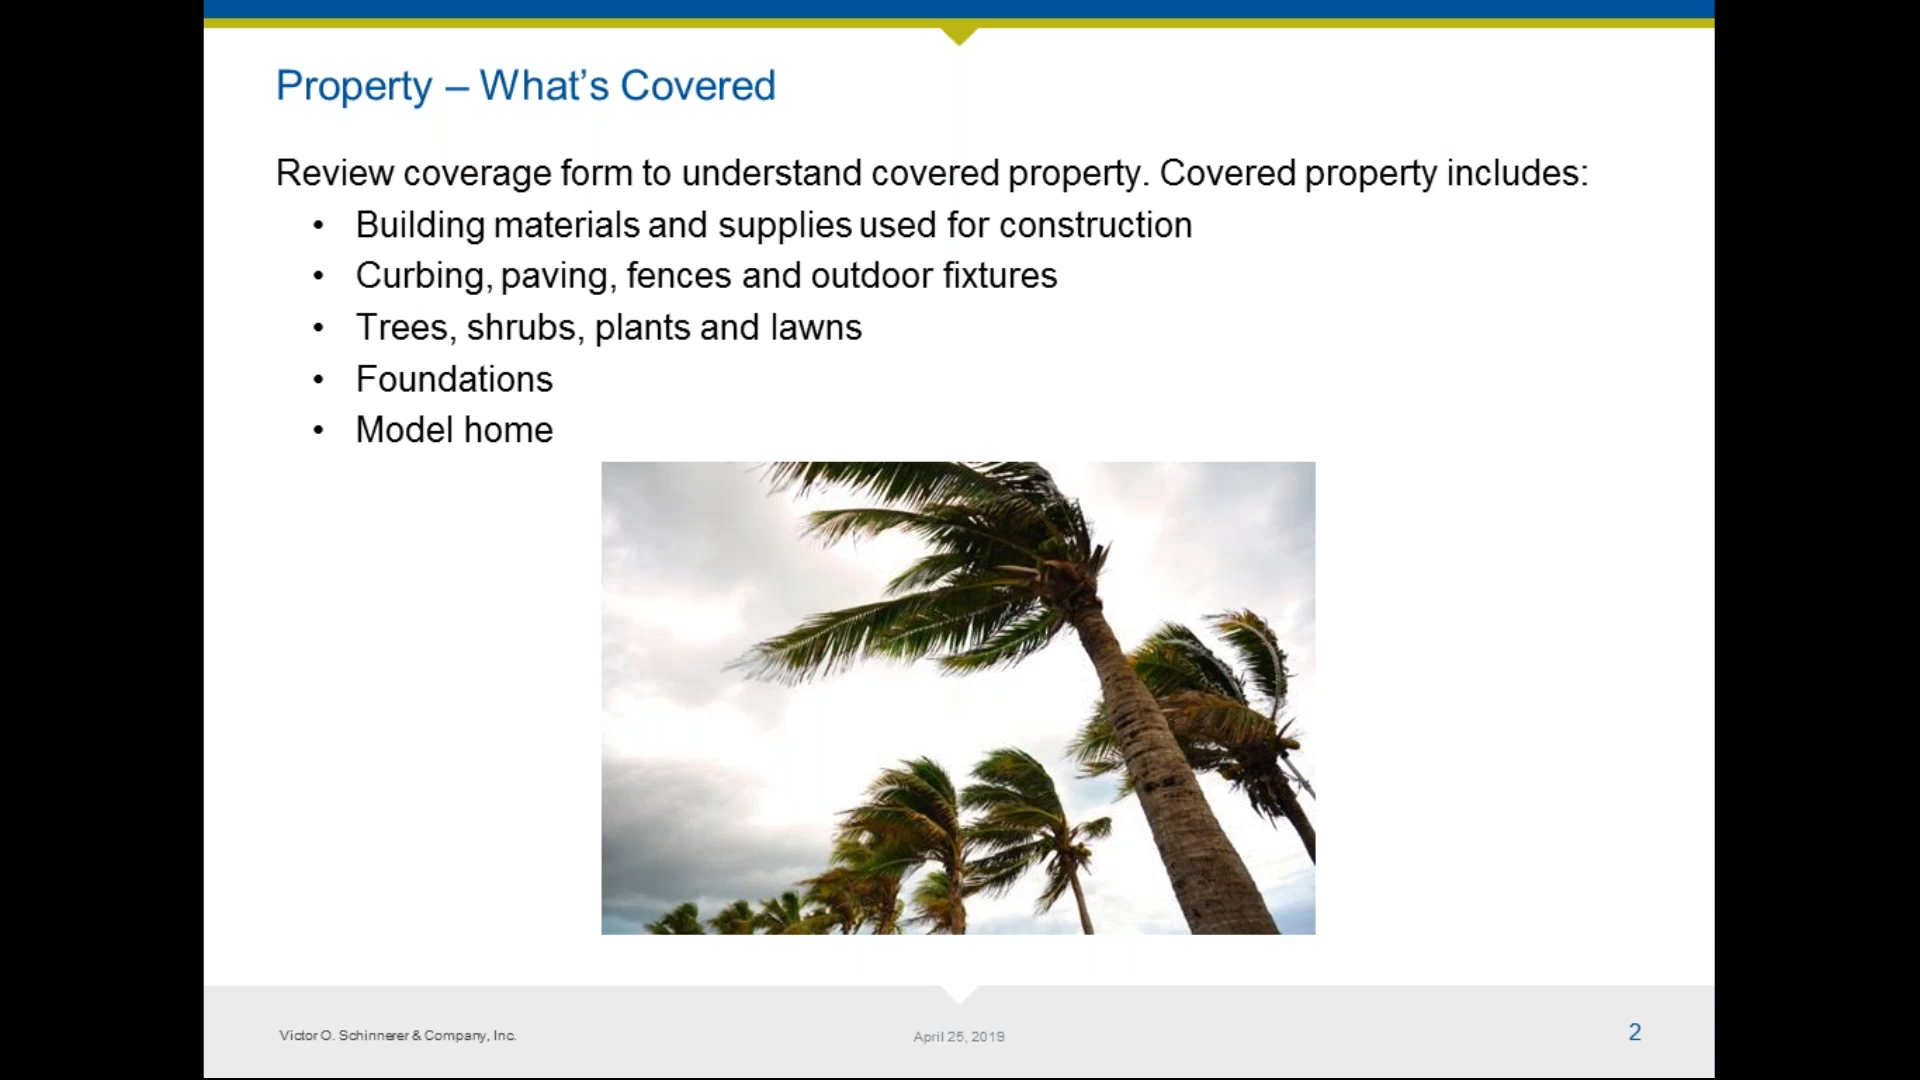 Property – What’s Covered
Review coverage form to understand covered property. Covered property includes:
• Building materials and supplies used for construction
• Curbing, paving, fences and outdoor fixtures
• Trees, shrubs, plants and lawns
• Foundations
• Model home
Victor O. Schinnerer & Company, Inc.
April 25, 2019
2